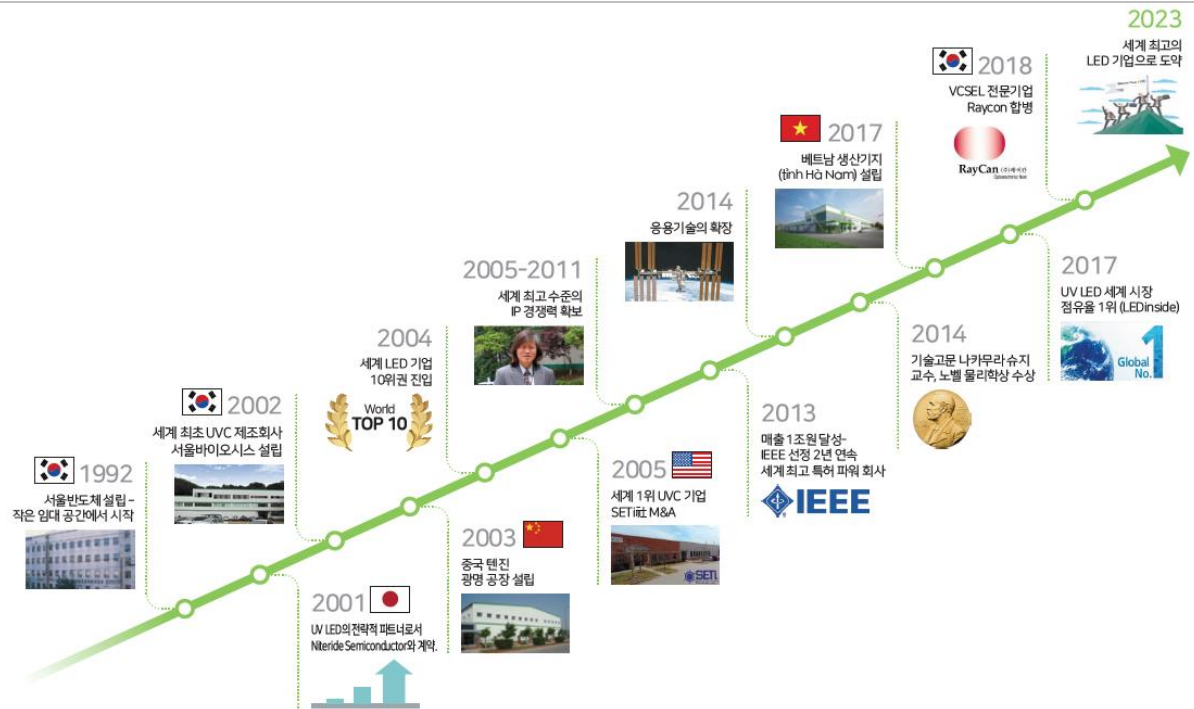 1992
서울반도체 설립 –
작은 임대 공간에서 시작
2001
UV LED의 전략적 파트너로서
Niteride Semiconductor와 계약.
2002
세계 최초 UVC 제조회사
서울바이오시스 설립
2003
중국 텐진
광명 공장 설립
2004
세계 LED 기업
10위권 진입
World
TOP 10
2005
세계 1위 UVC 기업
SETi社 M&A
SETi
2005-2011
세계 최고 수준의
IP 경쟁력 확보
2013
매출 1조원 달성-
IEEE 선정 2년 연속
세계 최고 특허 파워 회사
IEEE
2014
응용기술의 확장
2014
기술고문 나카무라 슈지
교수, 노벨 물리학상 수상
2017
베트남 생산기지
(tỉnh Hà Nam) 설립
2017
UV LED 세계 시장
점유율 1위 (LEDinside)
Global
No. 1
2018
VCSEL 전문기업
Raycon 합병
RayCan (주)레이칸
2023
세계 최고의
LED 기업으로 도약